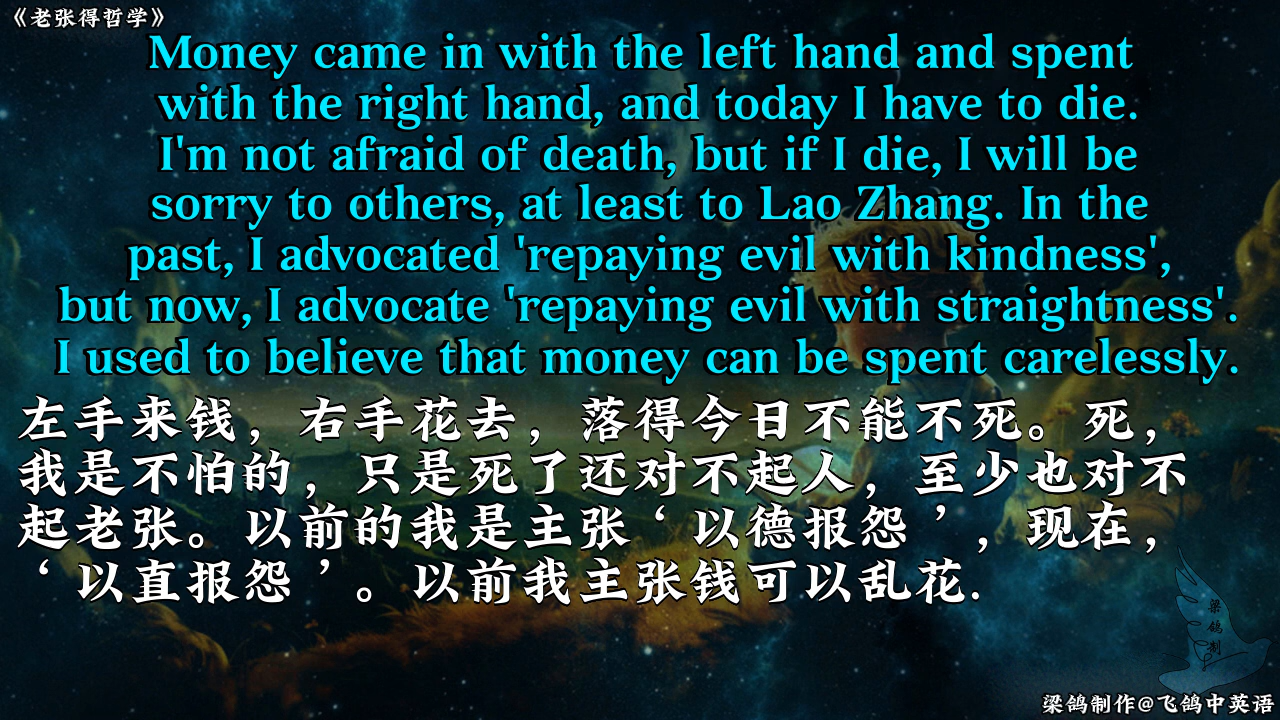 《老张得哲学》
Money came in with the left hand and spent
with the right hand, and today I have to die.
I'm not afraid of death, but if I die, I will be
sorry to others, at least to Lao Zhang. In the
past, I advocated 'repaying evil with kindness',
but now, I advocate 'repaying evil with straightness'.
I used to believe that money can be spent carelessly.
左手来钱，右手花去，落得今日不能不死。死，
我是不怕的，只是死了还对不起人，至少也对不
起老张。以前的我是主张‘以德报怨’，现在，
‘以直报怨’。以前我主张钱可以乱花.
梁鸽制
梁鸽制作@飞鸽中英语